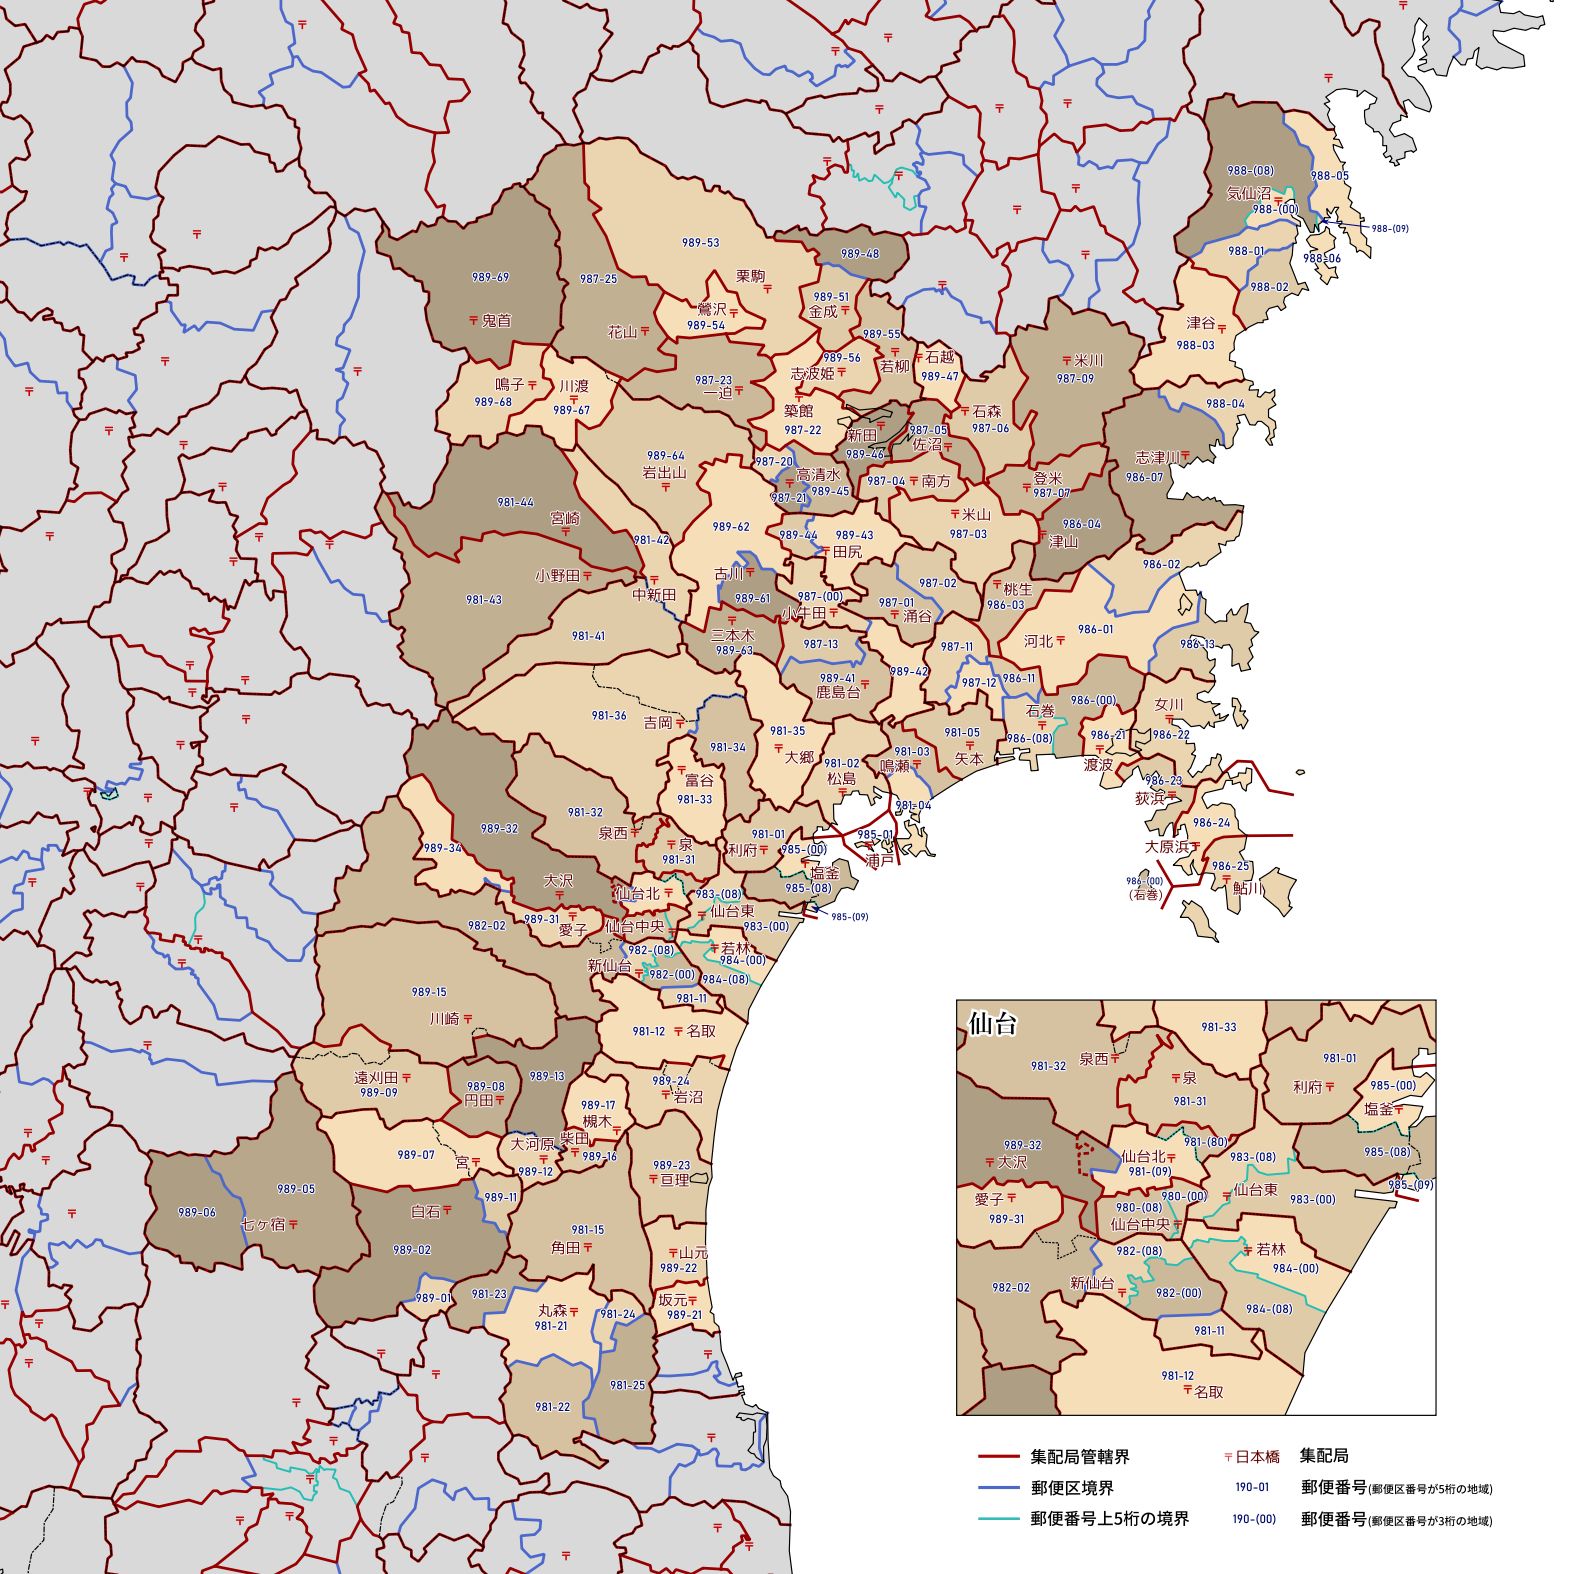 988-(08)
988-05
気仙沼
988-(00)
988-(09)
989-53
989-48
988-01
988-06
989-69
987-25
栗駒
988-02
989-51
鶯沢
金成
鬼首
花山
989-54
989-55
津谷
988-03
989-56
若柳
石越
米川
志波姫
989-47
987-09
鳴子
川渡
987-23
一迫
989-68
989-67
築館
石森
988-04
987-22
987-06
新田
987-05
佐沼
989-64
989-46
志津川
岩出山
987-20
高清水
986-07
987-04
南方
登米
987-21
989-45
987-07
981-44
宮崎
米山
986-04
989-62
989-44
989-43
987-03
津山
981-42
田尻
986-02
小野田
古川
987-02
桃生
981-43
中新田
989-61
987-(00)
987-01
986-03
小牛田
涌谷
981-41
三本木
989-63
987-13
987-11
河北
986-01
986-13
989-41
989-42
987-12
986-11
鹿島台
986-(00)
女川
981-36
吉岡
981-35
石巻
986-21
986-22
981-34
大郷
981-03
981-05
986-(08)
981-02
鳴瀬
矢本
渡波
富谷
松島
986-23
981-33
荻浜
981-32
981-04
989-32
泉西
981-01
985-01
986-24
989-34
泉
利府
985-(00)
浦戸
大原浜
981-31
塩釜
986-25
大沢
985-(08)
986-(00)
(石巻)
鮎川
仙台北
983-(08)
982-02
989-31
仙台東
985-(09)
愛子
仙台中央
983-(00)
982-(08)
若林
984-(00)
新仙台
982-(00)
984-(08)
989-15
981-11
川崎
981-12
名取
遠刈田
989-08
989-13
989-24
989-09
円田
岩沼
989-17
槻木
989-07
宮
大河原
柴田
989-16
989-23
989-12
亘理
989-05
989-11
989-06
七ヶ宿
白石
981-15
989-02
角田
山元
989-22
989-01
981-23
丸森
981-24
坂元
981-21
989-21
981-25
981-22
仙台
981-33
981-32
泉西
981-01
泉
利府
985-(00)
981-31
塩釜
989-32
大沢
981-(80)
985-(08)
仙台北
983-(08)
981-(09)
985-(09)
愛子
980-(00)
仙台東
983-(00)
989-31
980-(08)
仙台中央
982-(08)
若林
982-02
新仙台
984-(00)
982-(00)
984-(08)
981-11
981-12
名取
集配局管轄界
〒日本橋 集配局
郵便区境界
190-01 郵便番号(郵便区番号が5桁の地域)
郵便番号上5桁の境界
190-(00) 郵便番号(郵便区番号が3桁の地域)